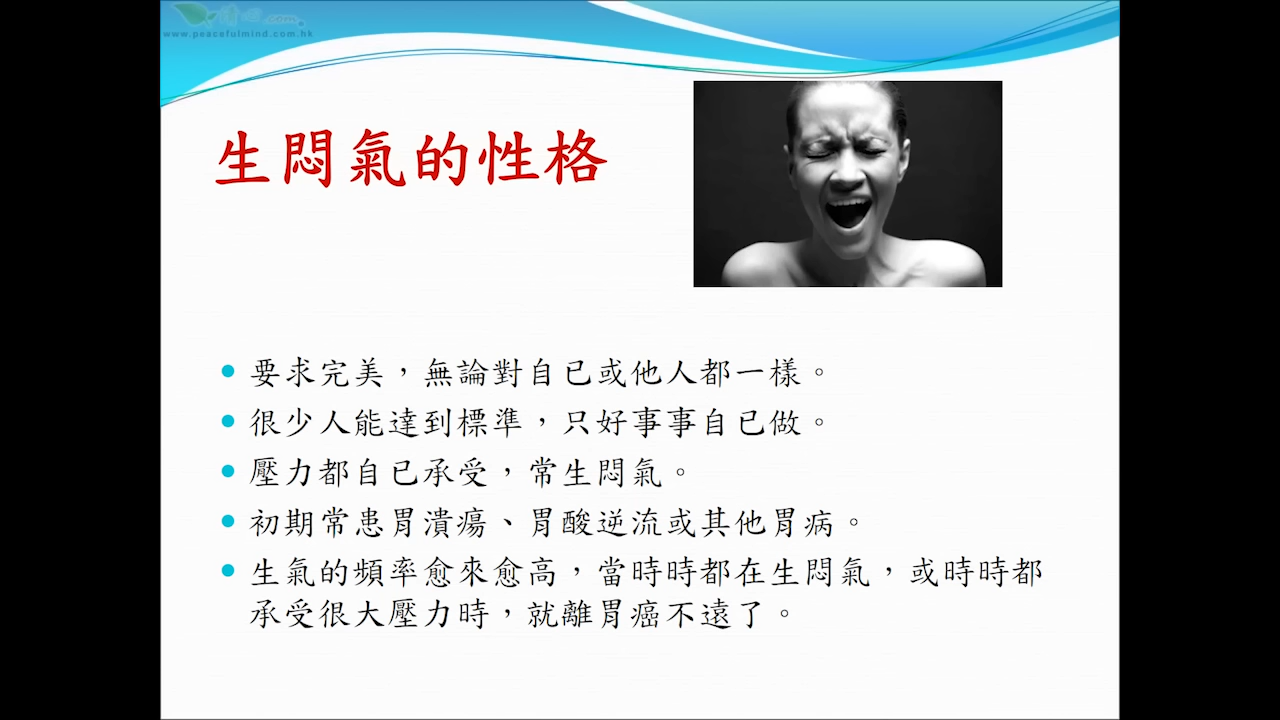 清心.com
www.peacefulmind.com.hk
生悶氣的性格
要求完美，無論對自已或他人都一樣。
很少人能達到標準，只好事事自已做。
壓力都自已承受，常生悶氣。
初期常患胃潰瘍、胃酸逆流或其他胃病。
生氣的頻率愈來愈高，當時時都在生悶氣，或時時都
承受很大壓力時，就離胃癌不遠了。